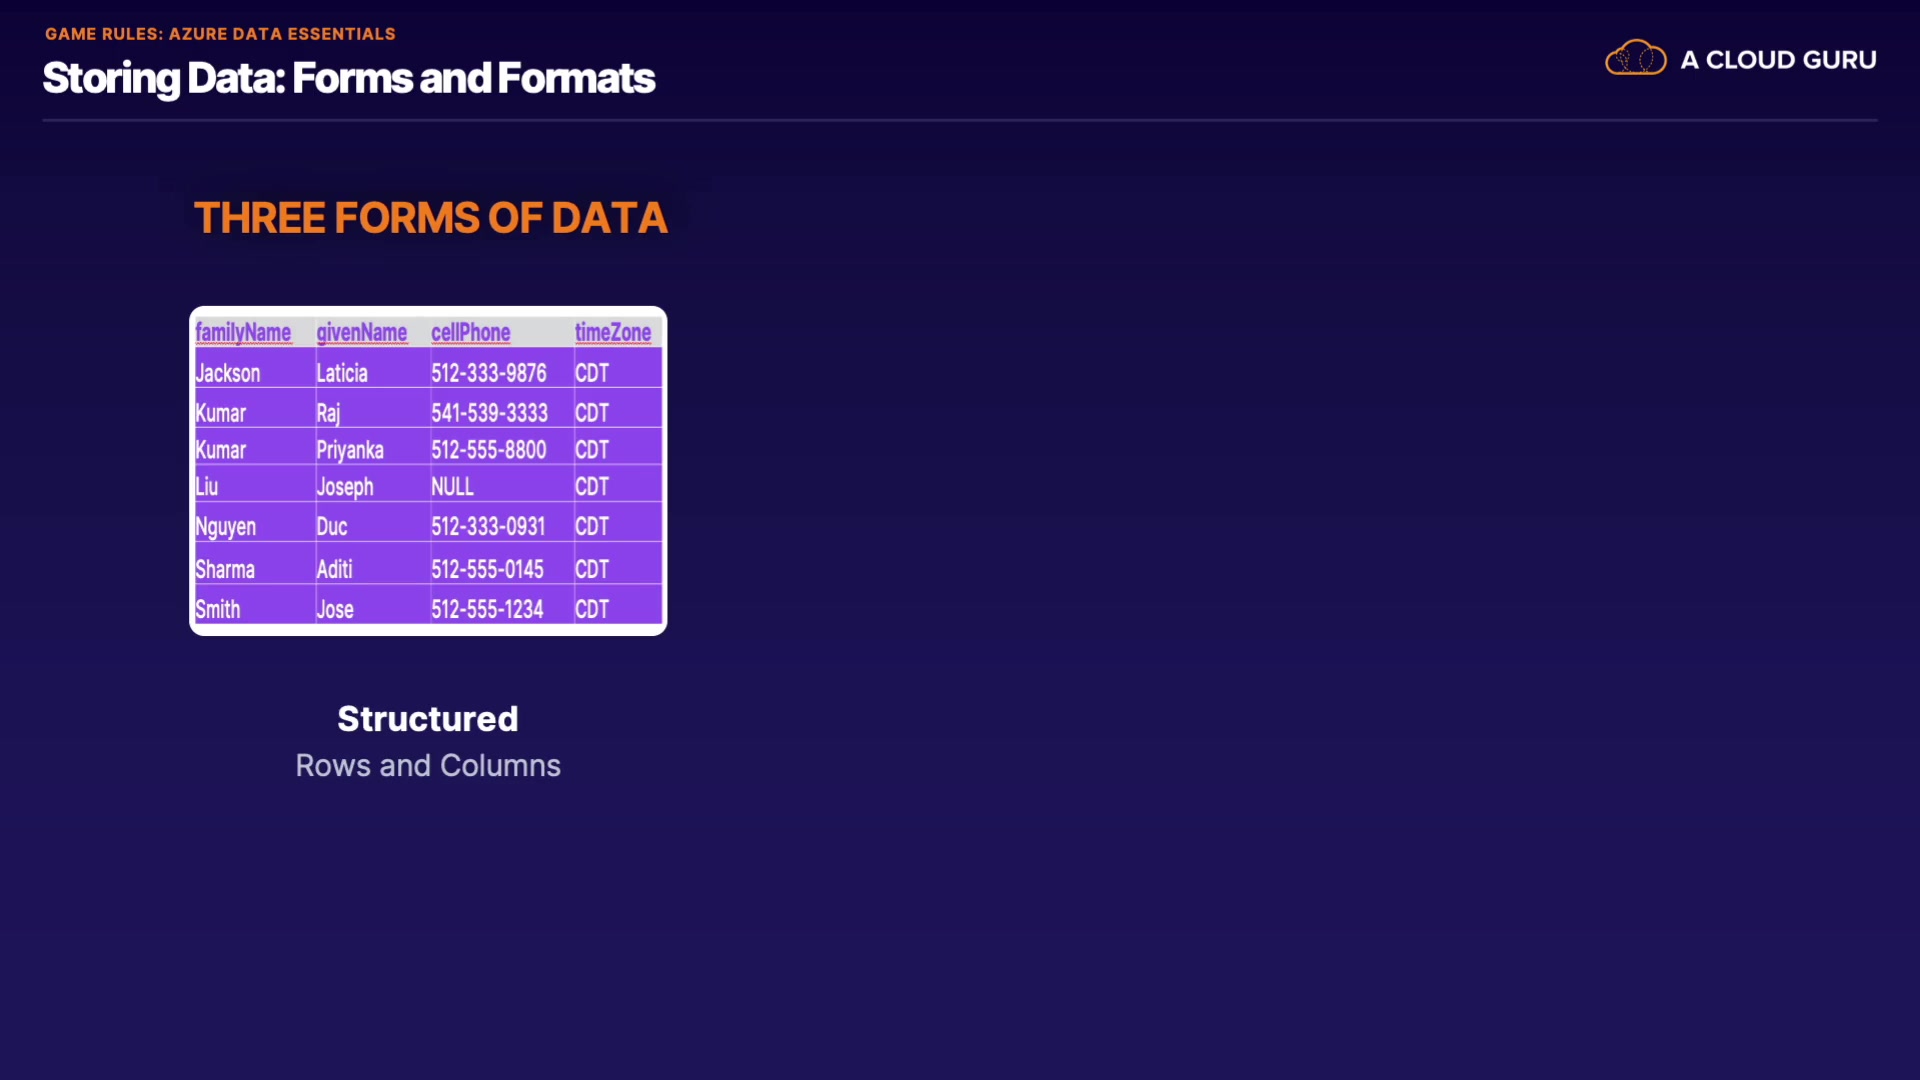 GAME RULES: AZURE DATA ESSENTIALS
Storing Data: Forms and Formats
A CLOUD GURU
THREE FORMS OF DATA
familyName givenName cellPhone timeZone
Jackson Laticia 512-333-9876 CDT
Kumar Raj 541-539-3333 CDT
Kumar Priyanka 512-555-8800 CDT
Liu Joseph NULL CDT
Nguyen Duc 512-333-0931 CDT
Sharma Aditi 512-555-0145 CDT
Smith Jose 512-555-1234 CDT
Structured
Rows and Columns